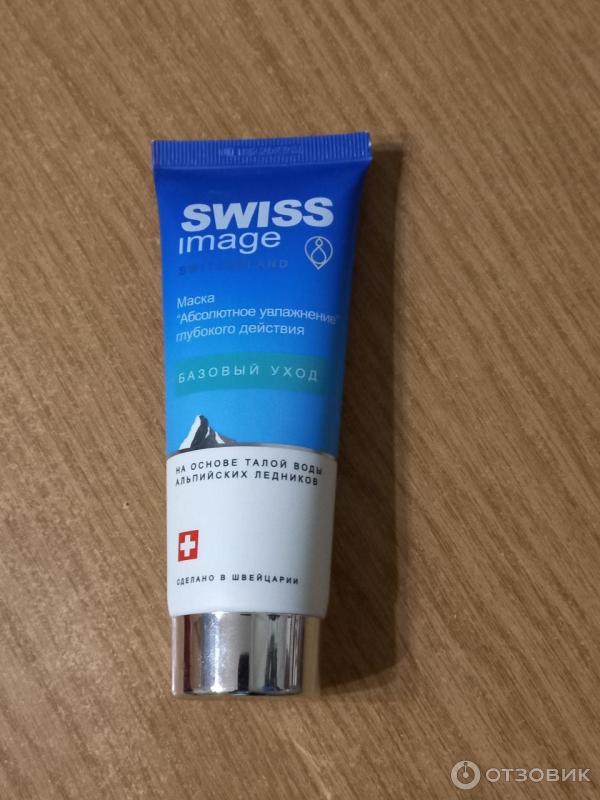 SWISS
image
SWITZERLAND
Маска
"Абсолютное увлажнение"
глубокого действия
БАЗОВЫЙ УХОД
НА ОСНОВЕ ТАЛОЙ ВОДЫ
АЛЬПИЙСКИХ ЛЕДНИКОВ
СДЕЛАНО В ШВЕЙЦАРИИ
ОТЗОВИК